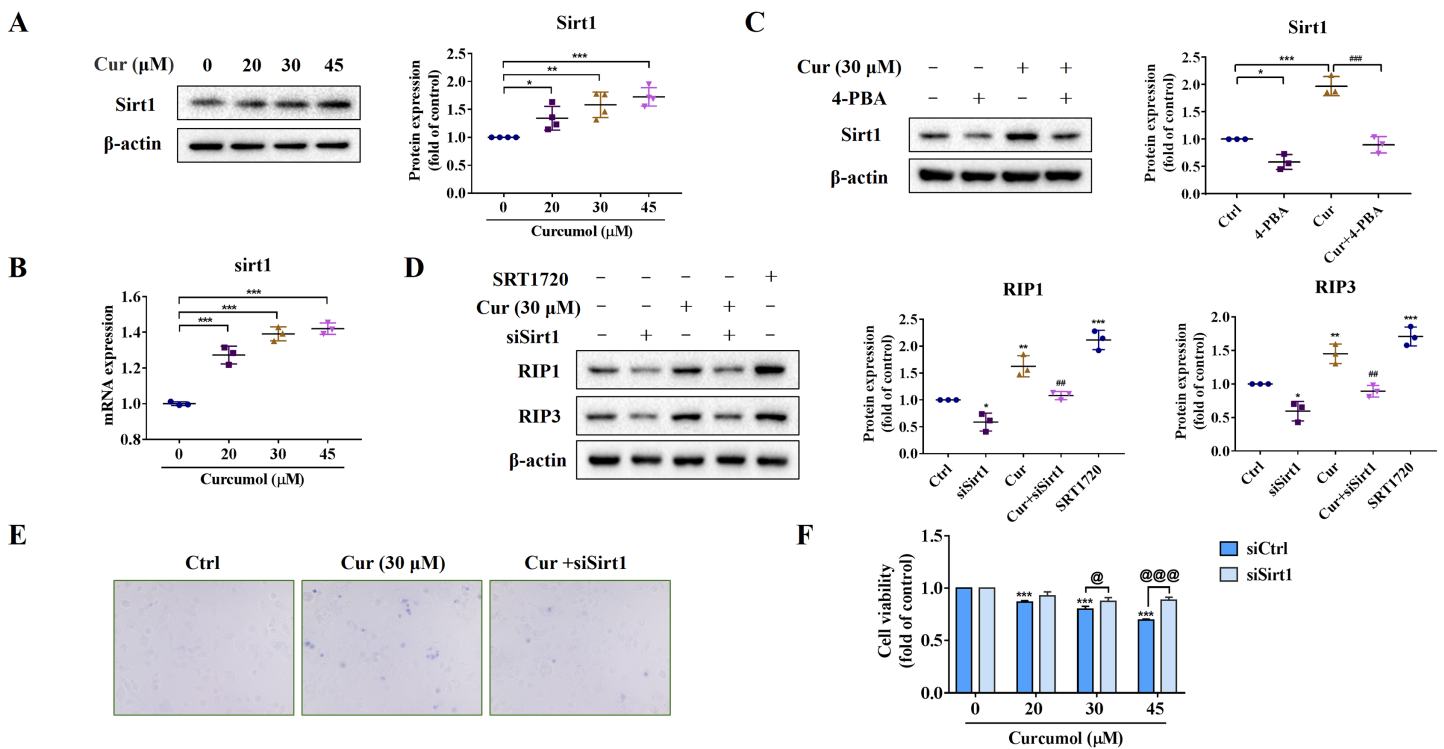 A
Cur (μM) 0 20 30 45
Sirt1
β-actin
Sirt1
Protein expression
(fold of control)
2.5
2.0
1.5
1.0
0.5
0.0
***
**
*
0 20 30 45
Curcumol (μM)
C
Cur (30 μM) – – + +
4-PBA – + – +
Sirt1
β-actin
Sirt1
Protein expression
(fold of control)
2.5
2.0
1.5
1.0
0.5
0.0
*** ###
*
Ctrl
4-PBA
Cur
Cur+4-PBA
B
sirt1
mRNA expression
1.6
1.4
1.2
1.0
0.8
***
***
***
0 20 30 45
Curcumol (μM)
D
SRT1720 – – – – +
Cur (30 μM) – – + + –
siSirt1 – + – + –
RIP1
RIP3
β-actin
RIP1
Protein expression
(fold of control)
2.5
2.0
1.5
1.0
0.5
0.0
* ** ## ***
Ctrl
siSirt1
Cur
Cur+siSirt1
SRT1720
RIP3
Protein expression
(fold of control)
2.0
1.5
1.0
0.5
0.0
* ** ## ***
Ctrl
siSirt1
Cur
Cur+siSirt1
SRT1720
E
Ctrl
Cur (30 μM)
Cur +siSirt1
F
Cell viability
(fold of control)
1.5
1.0
0.5
0.0
*** *** ***
@ @@@
0 20 30 45
Curcumol (μM)
siCtrl
siSirt1